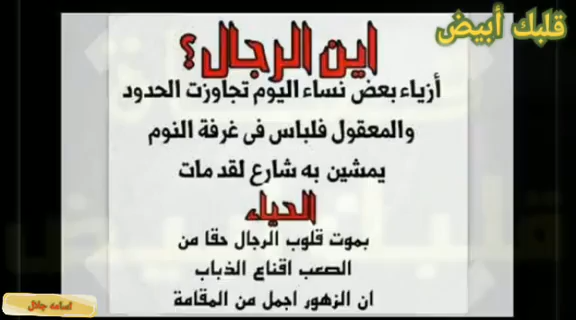 قلبك أبيض
اين الرجال؟
أزياء بعض نساء اليوم تجاوزت الحدود
والمعقول فلباس فى غرفة النوم
يمشين به شارع لقد مات
الحياء
بموت قلوب الرجال حقا من
الصعب اقناع الذباب
ان الزهور اجمل من القمامة
اسامه جلال